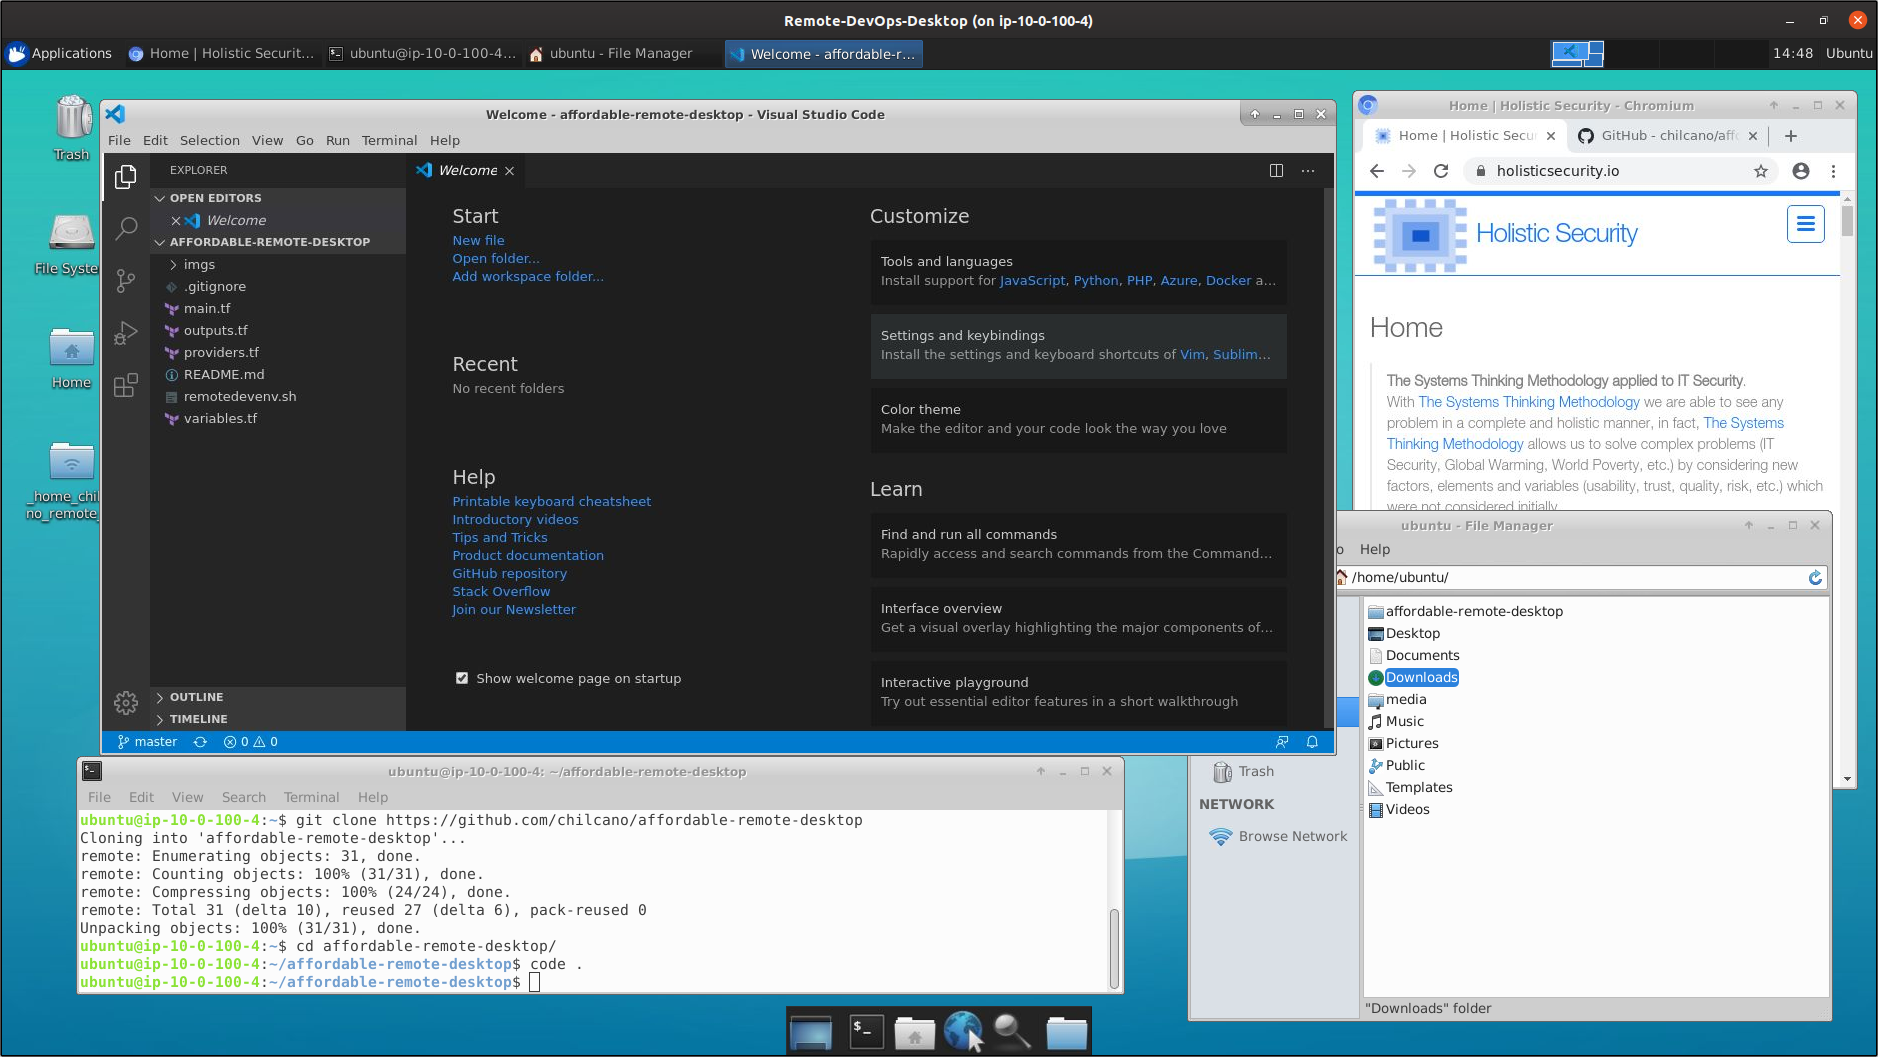 Remote-DevOps-Desktop (on ip-10-0-100-4)
Applications
Home | Holistic Securit...
ubuntu@ip-10-0-100-4...
ubuntu - File Manager
Welcome - affordable-r...
14:48
Ubuntu
Trash
File Syste
Home
_home_chil
no_remote_
Welcome - affordable-remote-desktop - Visual Studio Code
File Edit Selection View Go Run Terminal Help
EXPLORER
OPEN EDITORS
Welcome
AFFORDABLE-REMOTE-DESKTOP
imgs
.gitignore
main.tf
outputs.tf
providers.tf
README.md
remotedevenv.sh
variables.tf
OUTLINE
TIMELINE
Welcome
Start
New file
Open folder...
Add workspace folder...
Recent
No recent folders
Help
Printable keyboard cheatsheet
Introductory videos
Tips and Tricks
Product documentation
GitHub repository
Stack Overflow
Join our Newsletter
Show welcome page on startup
Customize
Tools and languages
Install support for JavaScript, Python, PHP, Azure, Docker a...
Settings and keybindings
Install the settings and keyboard shortcuts of Vim, Sublim...
Color theme
Make the editor and your code look the way you love
Learn
Find and run all commands
Rapidly access and search commands from the Command...
Interface overview
Get a visual overlay highlighting the major components of...
Interactive playground
Try out essential editor features in a short walkthrough
master 0 0
Home | Holistic Security - Chromium
Home | Holistic Secur
GitHub - chilcano/affo
holisticsecurity.io
Holistic Security
Home
The Systems Thinking Methodology applied to IT Security.
With The Systems Thinking Methodology we are able to see any
problem in a complete and holistic manner, in fact, The Systems
Thinking Methodology allows us to solve complex problems (IT
Security, Global Warming, World Poverty, etc.) by considering new
factors, elements and variables (usability, trust, quality, risk, etc.) which
were not considered initially.
ubuntu - File Manager
o Help
/home/ubuntu/
affordable-remote-desktop
Desktop
Documents
Downloads
media
Music
Pictures
Public
Templates
Videos
Trash
NETWORK
Browse Network
"Downloads" folder
ubuntu@ip-10-0-100-4: ~/affordable-remote-desktop
File Edit View Search Terminal Help
ubuntu@ip-10-0-100-4:~$ git clone https://github.com/chilcano/affordable-remote-desktop
Cloning into 'affordable-remote-desktop'...
remote: Enumerating objects: 31, done.
remote: Counting objects: 100% (31/31), done.
remote: Compressing objects: 100% (24/24), done.
remote: Total 31 (delta 10), reused 27 (delta 6), pack-reused 0
Unpacking objects: 100% (31/31), done.
ubuntu@ip-10-0-100-4:~$ cd affordable-remote-desktop/
ubuntu@ip-10-0-100-4:~/affordable-remote-desktop$ code .
ubuntu@ip-10-0-100-4:~/affordable-remote-desktop$
$_